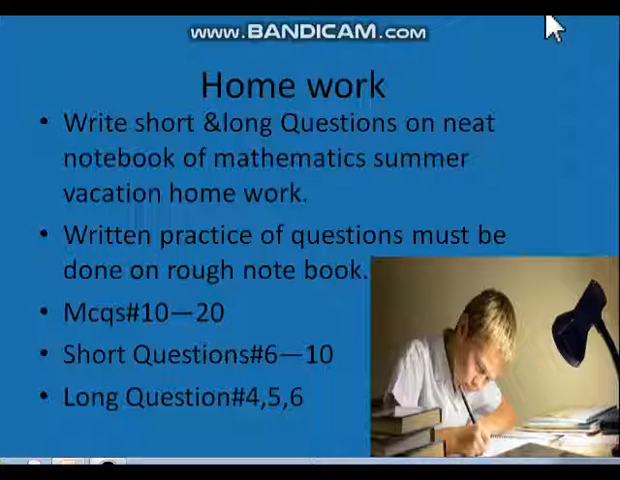 www.BANDICAM.com
Home work
• Write short &long Questions on neat
notebook of mathematics summer
vacation home work.
• Written practice of questions must be
done on rough note book.
• Mcqs#10—20
• Short Questions#6—10
• Long Question#4,5,6